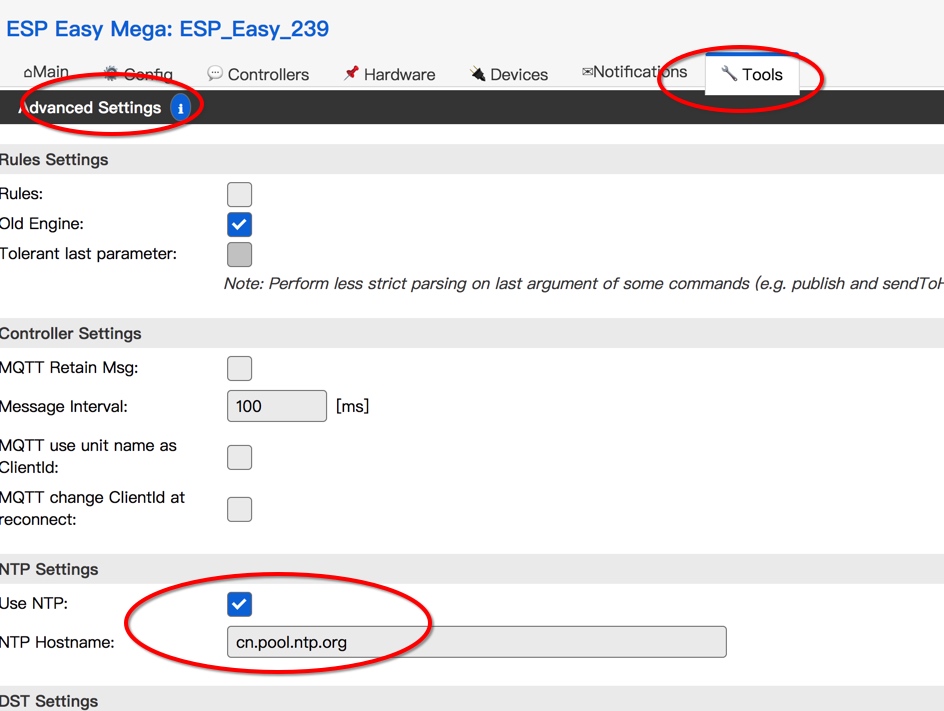 ESP Easy Mega: ESP_Easy_239
⌂Main Config Controllers Hardware Devices ✉Notifications Tools
Advanced Settings i
Rules Settings
Rules:
Old Engine:
Tolerant last parameter:
Note: Perform less strict parsing on last argument of some commands (e.g. publish and sendToH
Controller Settings
MQTT Retain Msg:
Message Interval: 100 [ms]
MQTT use unit name as
ClientId:
MQTT change ClientId at
reconnect:
NTP Settings
Use NTP:
NTP Hostname: cn.pool.ntp.org
DST Settings